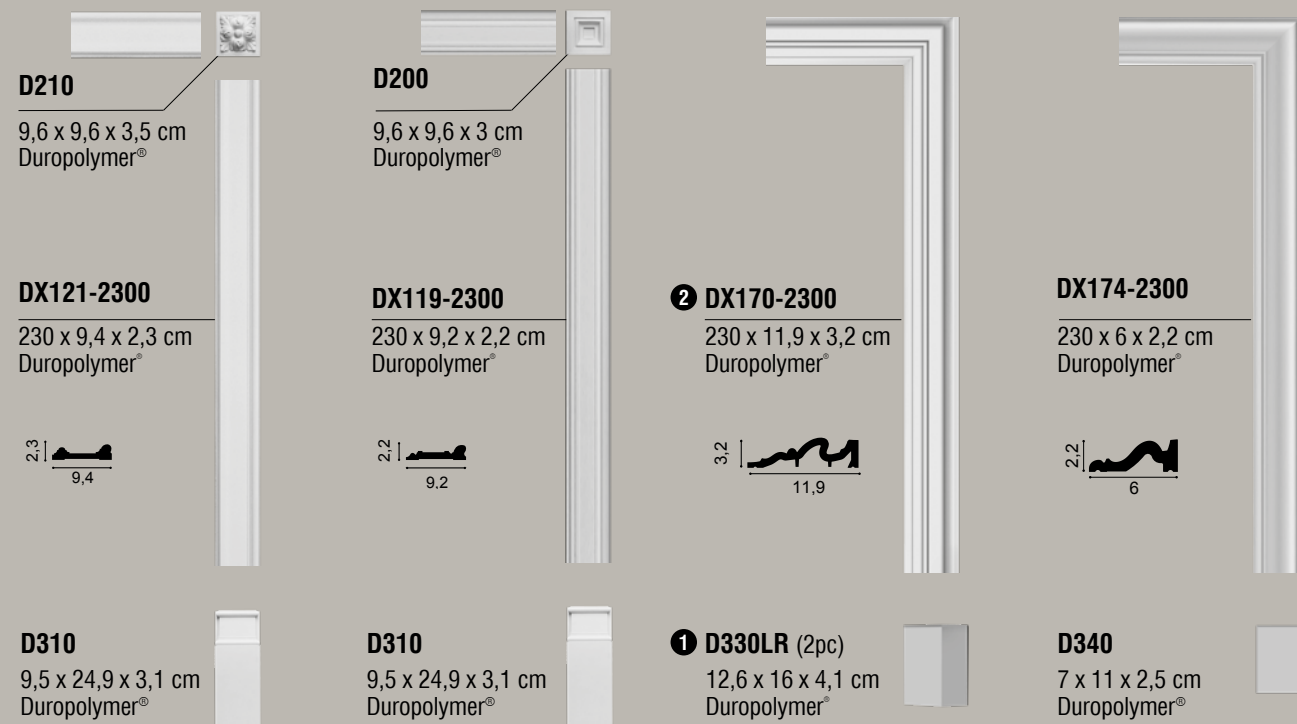 D210
9,6 x 9,6 x 3,5 cm
Duropolymer®
DX121-2300
230 x 9,4 x 2,3 cm
Duropolymer®
2,3
9,4
D310
9,5 x 24,9 x 3,1 cm
Duropolymer®
D200
9,6 x 9,6 x 3 cm
Duropolymer®
DX119-2300
230 x 9,2 x 2,2 cm
Duropolymer®
2,2
9,2
D310
9,5 x 24,9 x 3,1 cm
Duropolymer®
2 DX170-2300
230 x 11,9 x 3,2 cm
Duropolymer®
3,2
11,9
1 D330LR (2pc)
12,6 x 16 x 4,1 cm
Duropolymer®
DX174-2300
230 x 6 x 2,2 cm
Duropolymer®
2,2
6
D340
7 x 11 x 2,5 cm
Duropolymer®